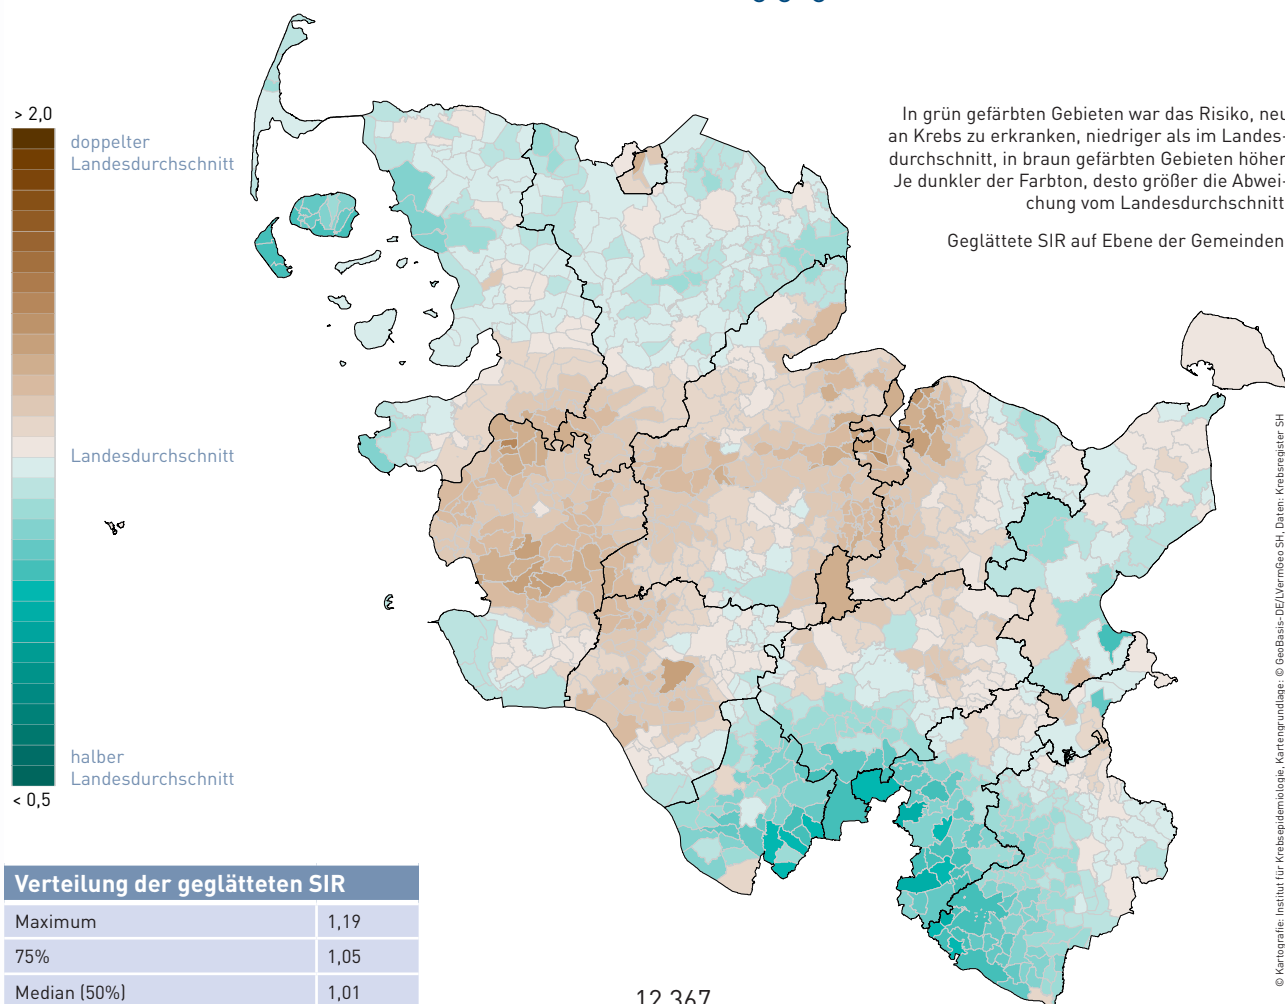 > 2,0
doppelter
Landesdurchschnitt
Landesdurchschnitt
halber
Landesdurchschnitt
< 0,5
In grün gefärbten Gebieten war das Risiko, neu
an Krebs zu erkranken, niedriger als im Landes-
durchschnitt, in braun gefärbten Gebieten höher
Je dunkler der Farbton, desto größer die Abwei-
chung vom Landesdurchschnitt
Geglättete SIR auf Ebene der Gemeinden
© Kartografie: Institut für Krebsepidemiologie, Kartengrundlage: © GeoBasis-DE/LVermGeo SH, Daten: Krebsregister SH
Verteilung der geglätteten SIR
Maximum 1,19
75% 1,05
Median (50%) 1,01
12.367